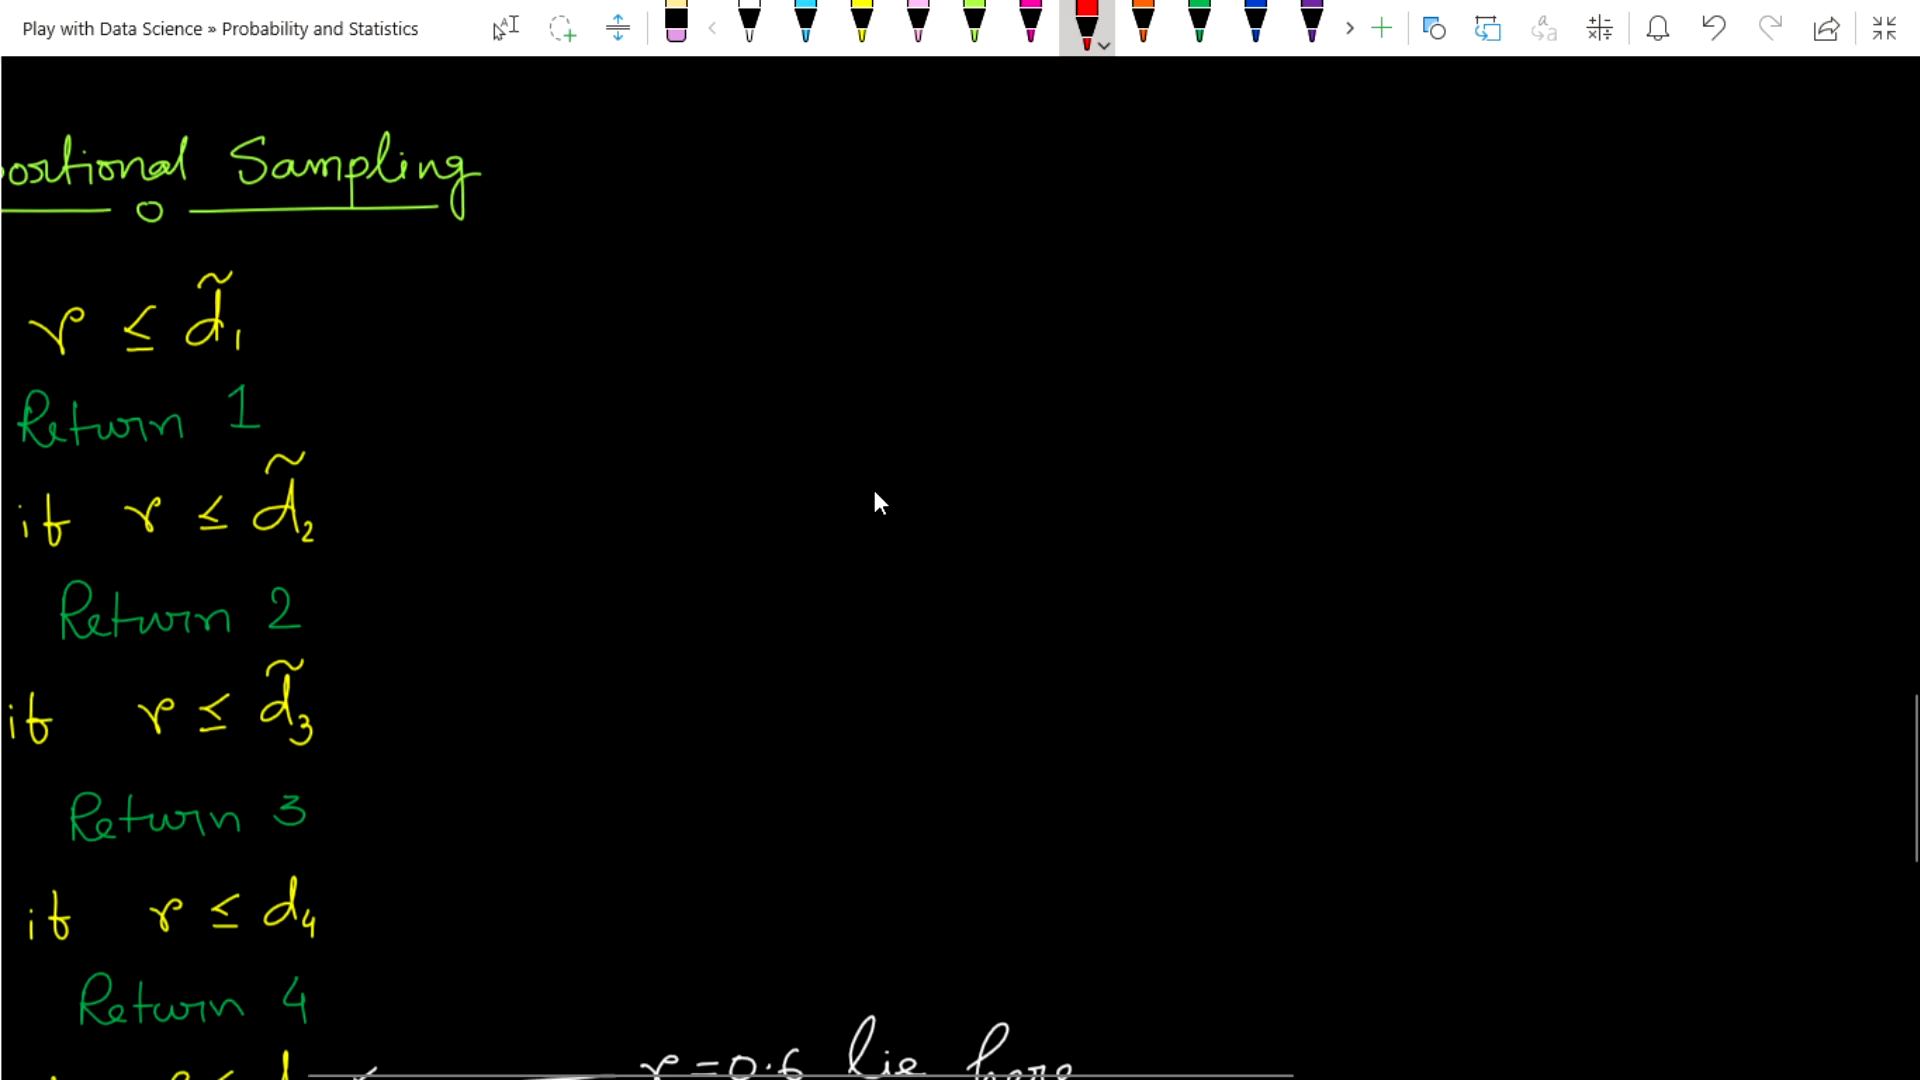 Play with Data Science » Probability and Statistics
ortional Sampling
r ≤ d̃₁
Return 1
if r ≤ d̃₂
Return 2
if r ≤ d̃₃
Return 3
if r ≤ d₄
Return 4
r = 0.6 lie here